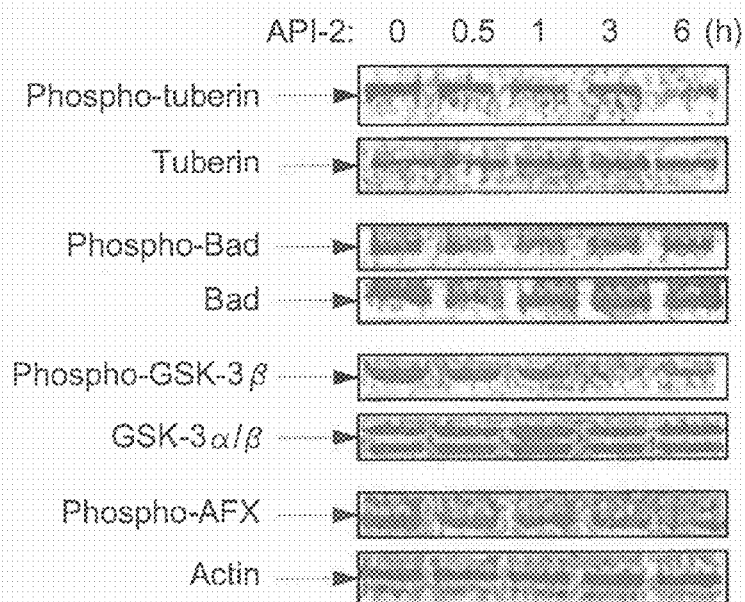 API-2: 0 0.5 1 3 6 (h)
Phospho-tuberin
Tuberin
Phospho-Bad
Bad
Phospho-GSK-3β
GSK-3α/β
Phospho-AFX
Actin